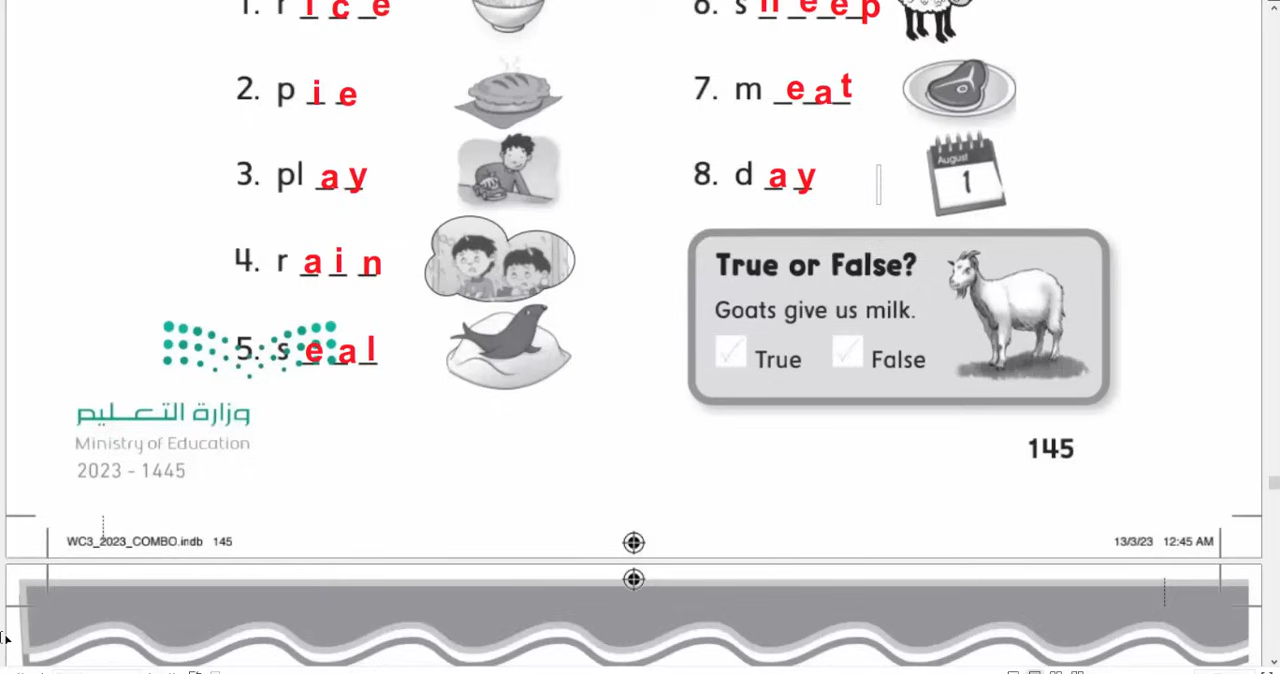 1. r i c e
2. p i e
3. pl a y
4. r a i n
5. s e a l
6. s h e e p
7. m e a t
8. d a y
August
1
True or False?
Goats give us milk.
True False
وزارة التعليم
Ministry of Education
2023 - 1445
145
WC3_2023_COMBO.indb 145
13/3/23 12:45 AM